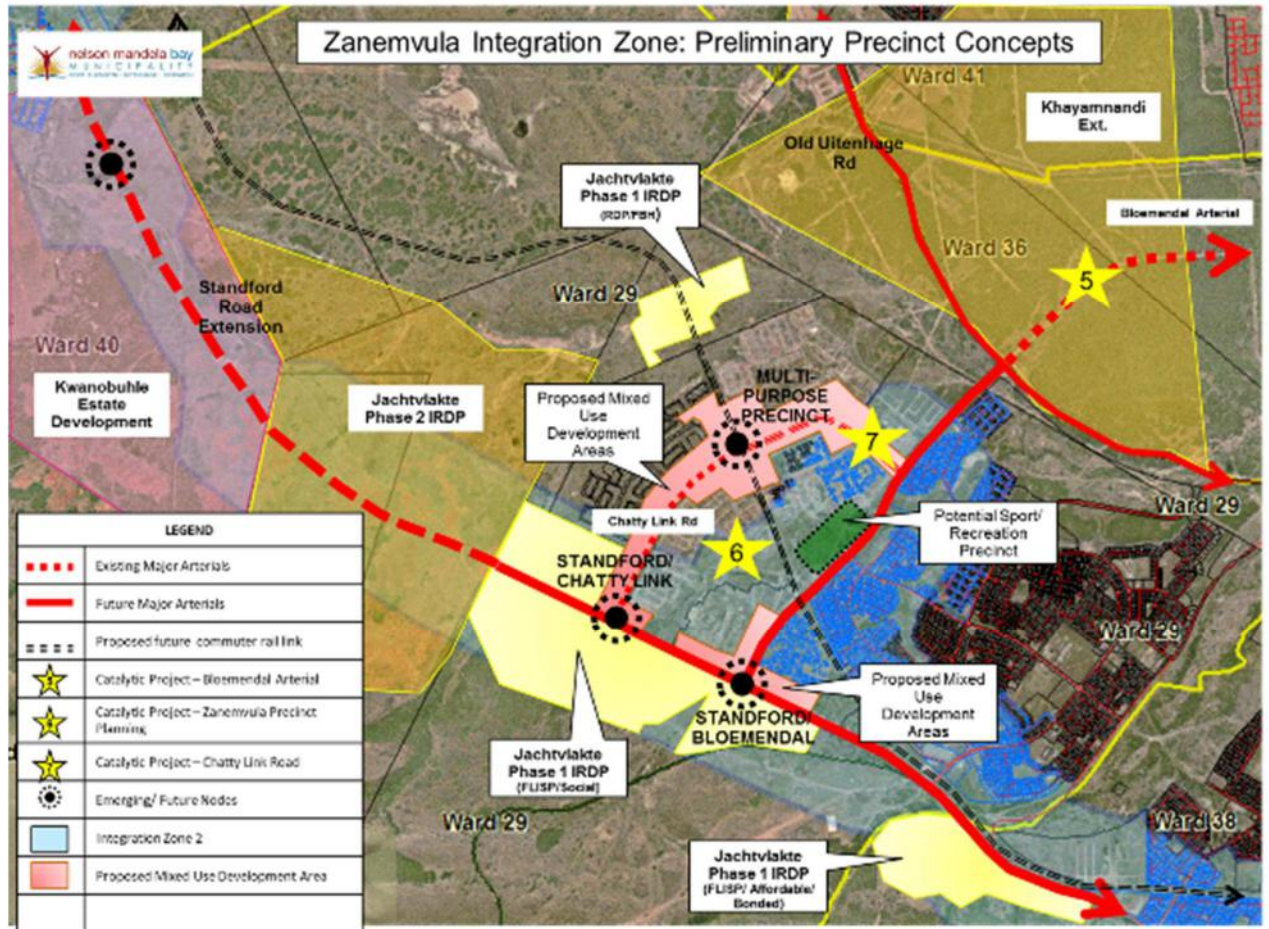 nelson mandela bay
MUNICIPALITY
Zanemvula Integration Zone: Preliminary Precinct Concepts
Ward 41
Khayamnandi
Ext.
Old Uitenhage
Rd
Jachtvlakte
Phase 1 IRDP
Bloemendal Arterial
Ward 36
5
Ward 29
Standford
Road
Extension
Ward 40
Kwanobuhle
Estate
Development
Jachtvlakte
Phase 2 IRDP
Proposed Mixed
Use
Development
Areas
MULTI-
PURPOSE
PRECINCT
7
Chatty Link Rd
6
Potential Sport/
Recreation
Precinct
Ward 29
STANDFORD/
CHATTY LINK
Ward 29
Proposed Mixed
Use
Development
Areas
STANDFORD/
BLOEMENDAL
Jachtvlakte
Phase 1 IRDP
(FLISP/Social)
Ward 29
Ward 38
Jachtvlakte
Phase 1 IRDP
(FLISP/ Affordable/
Bonded)
LEGEND
Existing Major Arterials
Future Major Arterials
Proposed future commuter rail link
Catalytic Project – Bloemendal Arterial
Catalytic Project – Zanemvula Precinct
Planning
Catalytic Project – Chatty Link Road
Emerging/ Future Nodes
Integration Zone 2
Proposed Mixed Use Development Area